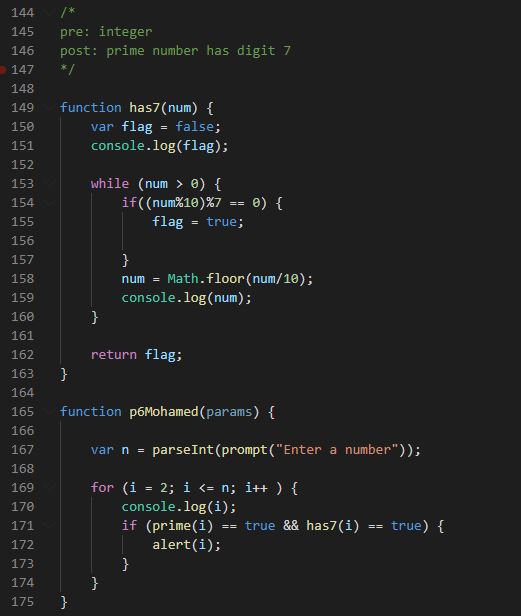 144 /*
145 pre: integer
146 post: prime number has digit 7
147 */
148
149 function has7(num) {
150     var flag = false;
151     console.log(flag);
152
153     while (num > 0) {
154         if((num%10)%7 == 0) {
155             flag = true;
156
157         }
158         num = Math.floor(num/10);
159         console.log(num);
160     }
161
162     return flag;
163 }
164
165 function p6Mohamed(params) {
166
167     var n = parseInt(prompt("Enter a number"));
168
169     for (i = 2; i <= n; i++ ) {
170         console.log(i);
171         if (prime(i) == true && has7(i) == true) {
172             alert(i);
173         }
174     }
175 }